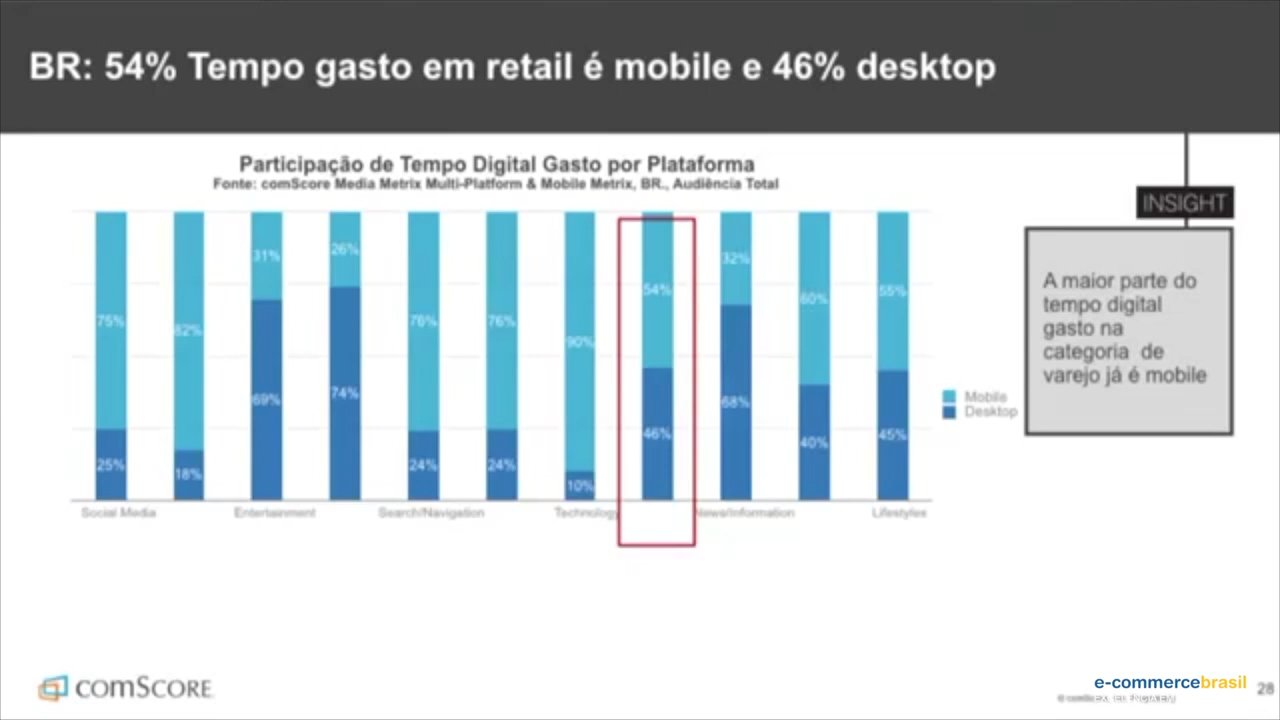 BR: 54% Tempo gasto em retail é mobile e 46% desktop
Participação de Tempo Digital Gasto por Plataforma
Fonte: comScore Media Metrix Multi-Platform & Mobile Metrix, BR., Audiência Total
INSIGHT
A maior parte do
tempo digital
gasto na
categoria de
varejo já é mobile
75% 82% 31% 26% 76% 76% 90% 54% 32% 60% 55%
25% 18% 69% 74% 24% 24% 10% 46% 68% 40% 45%
Mobile
Desktop
Social Media Entertainment Search/Navigation Technology News/Information Lifestyles
comScore
e-commercebrasil
28